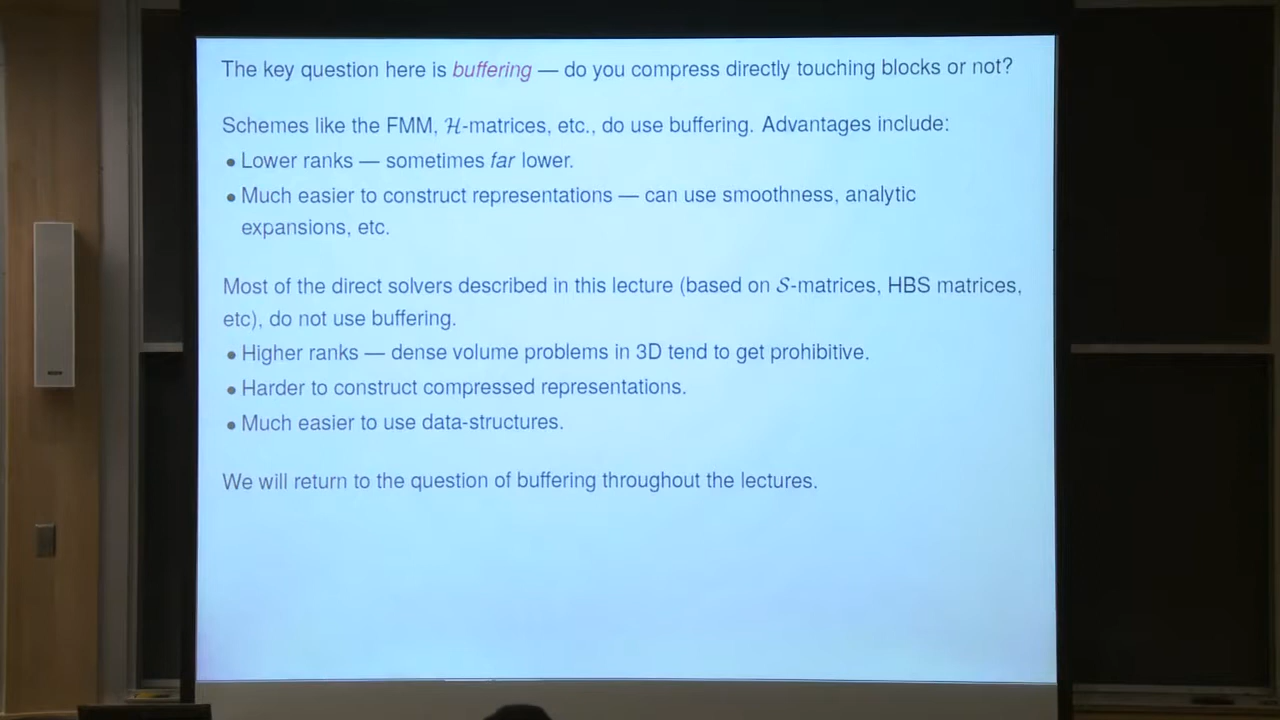 The key question here is buffering — do you compress directly touching blocks or not?
Schemes like the FMM, ℋ-matrices, etc., do use buffering. Advantages include:
• Lower ranks — sometimes far lower.
• Much easier to construct representations — can use smoothness, analytic
expansions, etc.
Most of the direct solvers described in this lecture (based on 𝒮-matrices, HBS matrices,
etc), do not use buffering.
• Higher ranks — dense volume problems in 3D tend to get prohibitive.
• Harder to construct compressed representations.
• Much easier to use data-structures.
We will return to the question of buffering throughout the lectures.